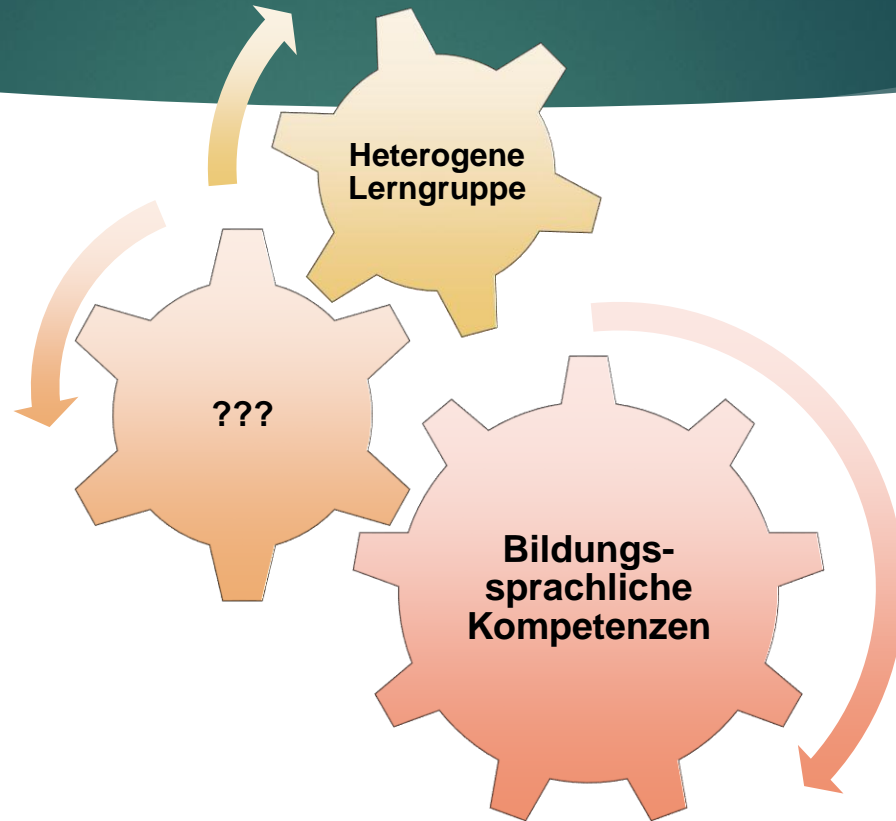 Heterogene
Lerngruppe
???
Bildungs-
sprachliche
Kompetenzen